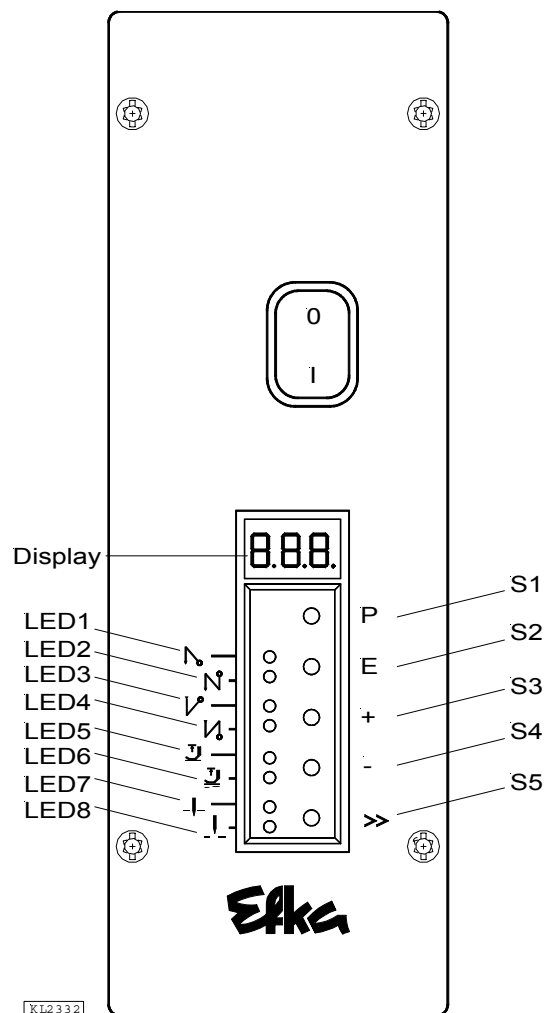 0
I
Display
8.8.8.
S1
P
LED1
S2
LED2
E
LED3
S3
LED4
+
LED5
S4
LED6
-
LED7
S5
LED8
>>
Efka
KL2332